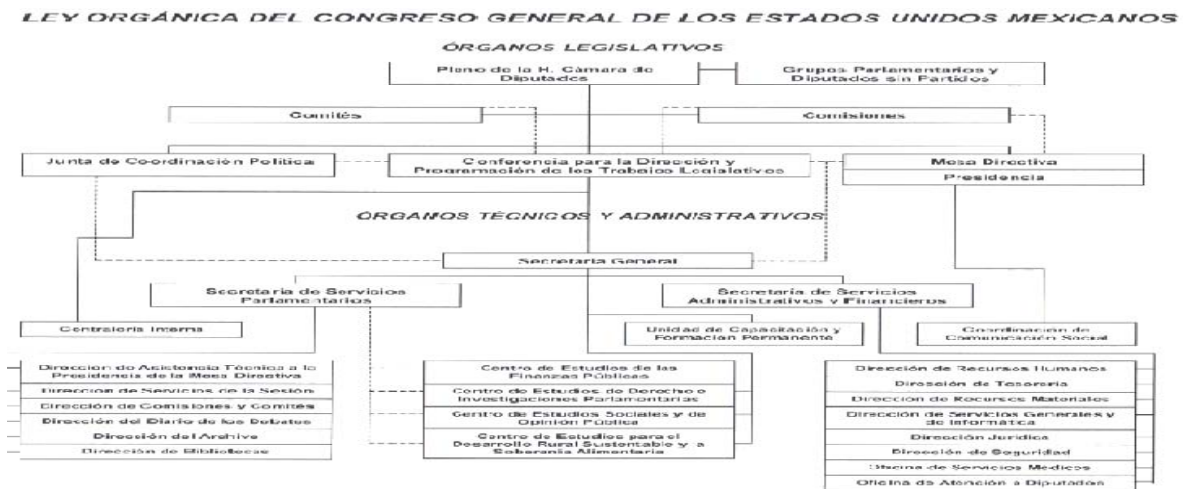 LEY ORGÁNICA DEL CONGRESO GENERAL DE LOS ESTADOS UNIDOS MEXICANOS
ÓRGANOS LEGISLATIVOS
Pleno de la H. Cámara de
Diputados
Grupos Parlamentarios y
Diputados sin Partidos
Comités
Comisiones
Junta de Coordinación Política
Conferencia para la Dirección y
Programación de los Trabajos Legislativos
Mesa Directiva
Presidencia
ÓRGANOS TÉCNICOS Y ADMINISTRATIVOS
Secretaría General
Secretaría de Servicios
Parlamentarios
Secretaría de Servicios
Administrativos y Financieros
Contraloría Interna
Unidad de Capacitación y
Formación Permanente
Coordinación de
Comunicación Social
Dirección de Asistencia Técnica a la
Presidencia de la Mesa Directiva
Dirección de Servicios de la Sesión
Dirección de Comisiones y Comités
Dirección del Diario de los Debates
Dirección del Archivo
Dirección de Bibliotecas
Centro de Estudios de las
Finanzas Públicas
Centro de Estudios de Derecho e
Investigaciones Parlamentarias
Centro de Estudios Sociales y de
Opinión Pública
Centro de Estudios para el
Desarrollo Rural Sustentable y a
Soberanía Alimentaria
Dirección de Recursos Humanos
Dirección de Tesorería
Dirección de Recursos Materiales
Dirección de Servicios Generales y
de Informática
Dirección Jurídica
Dirección de Seguridad
Oficina de Servicios Médicos
Oficina de Atención a Diputados